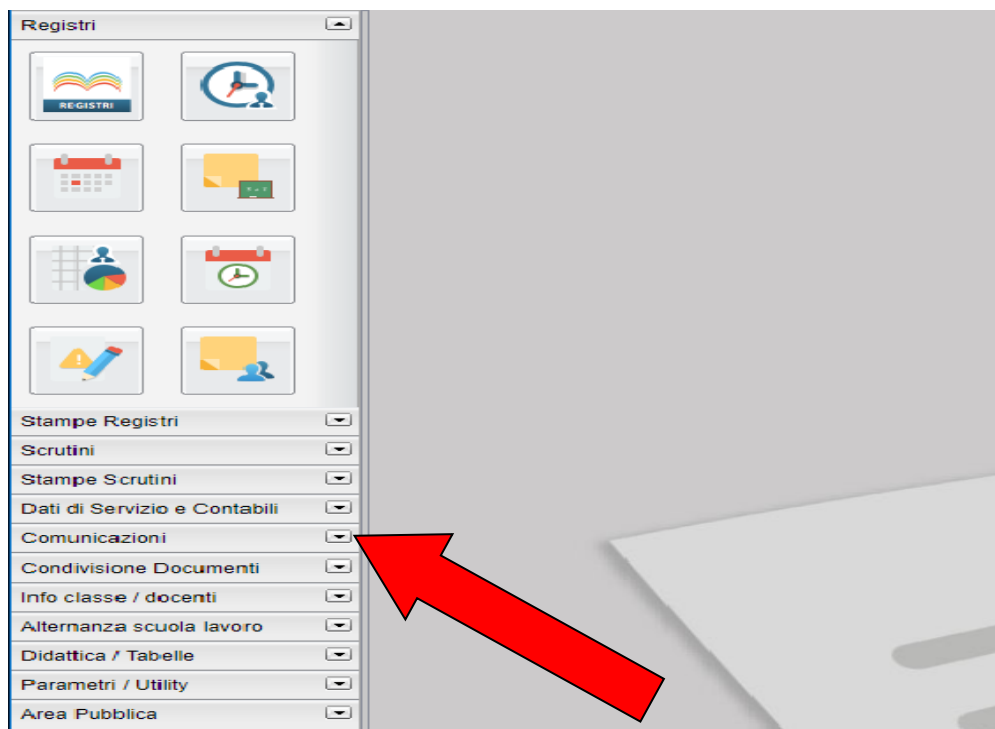 Registri
REGISTRI
Stampe Registri
Scrutini
Stampe Scrutini
Dati di Servizio e Contabili
Comunicazioni
Condivisione Documenti
Info classe / docenti
Alternanza scuola lavoro
Didattica / Tabelle
Parametri / Utility
Area Pubblica